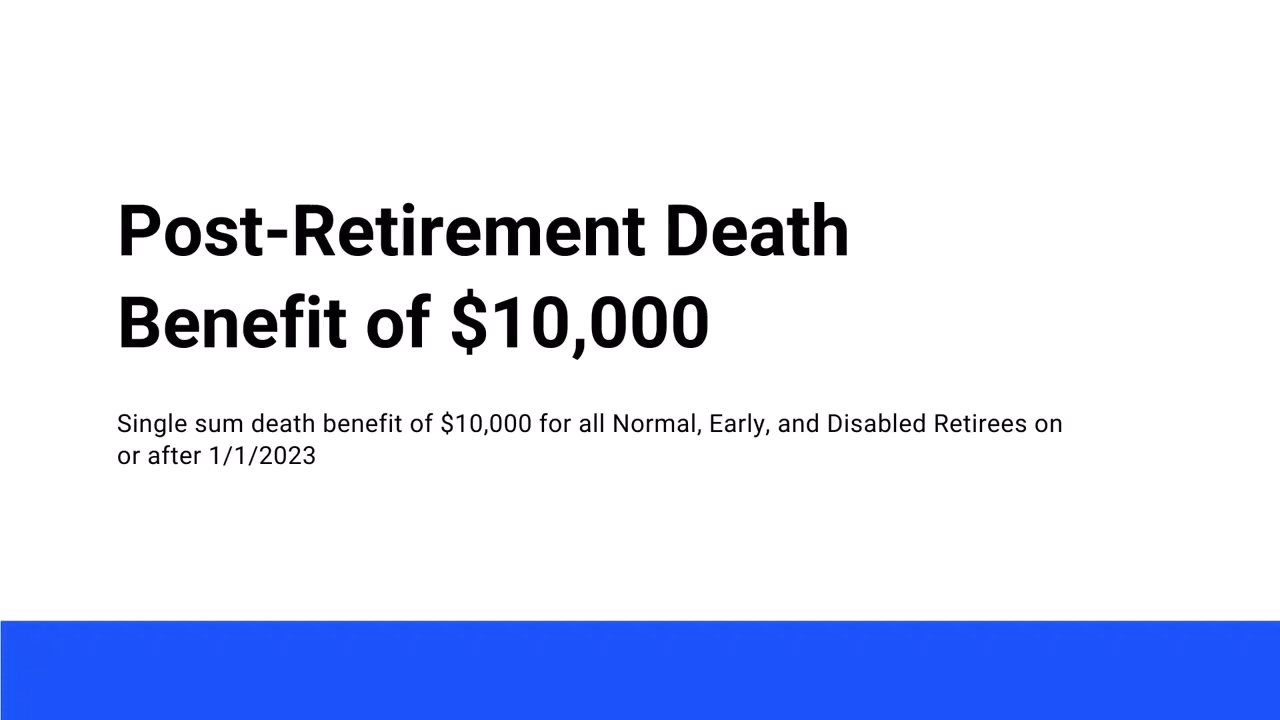 Post-Retirement Death
Benefit of $10,000
Single sum death benefit of $10,000 for all Normal, Early, and Disabled Retirees on
or after 1/1/2023